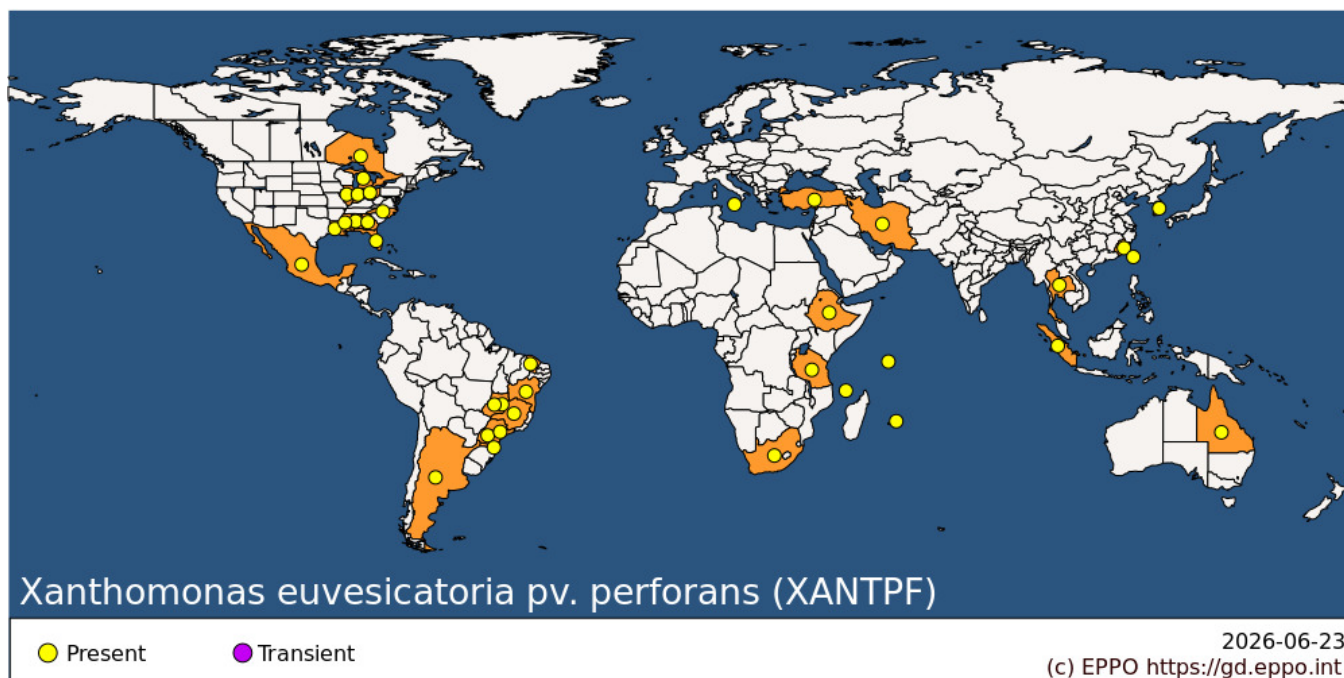 Xanthomonas euvesicatoria pv. perforans (XANTPF)
Present
Transient
2026-06-23
(c) EPPO https://gd.eppo.int